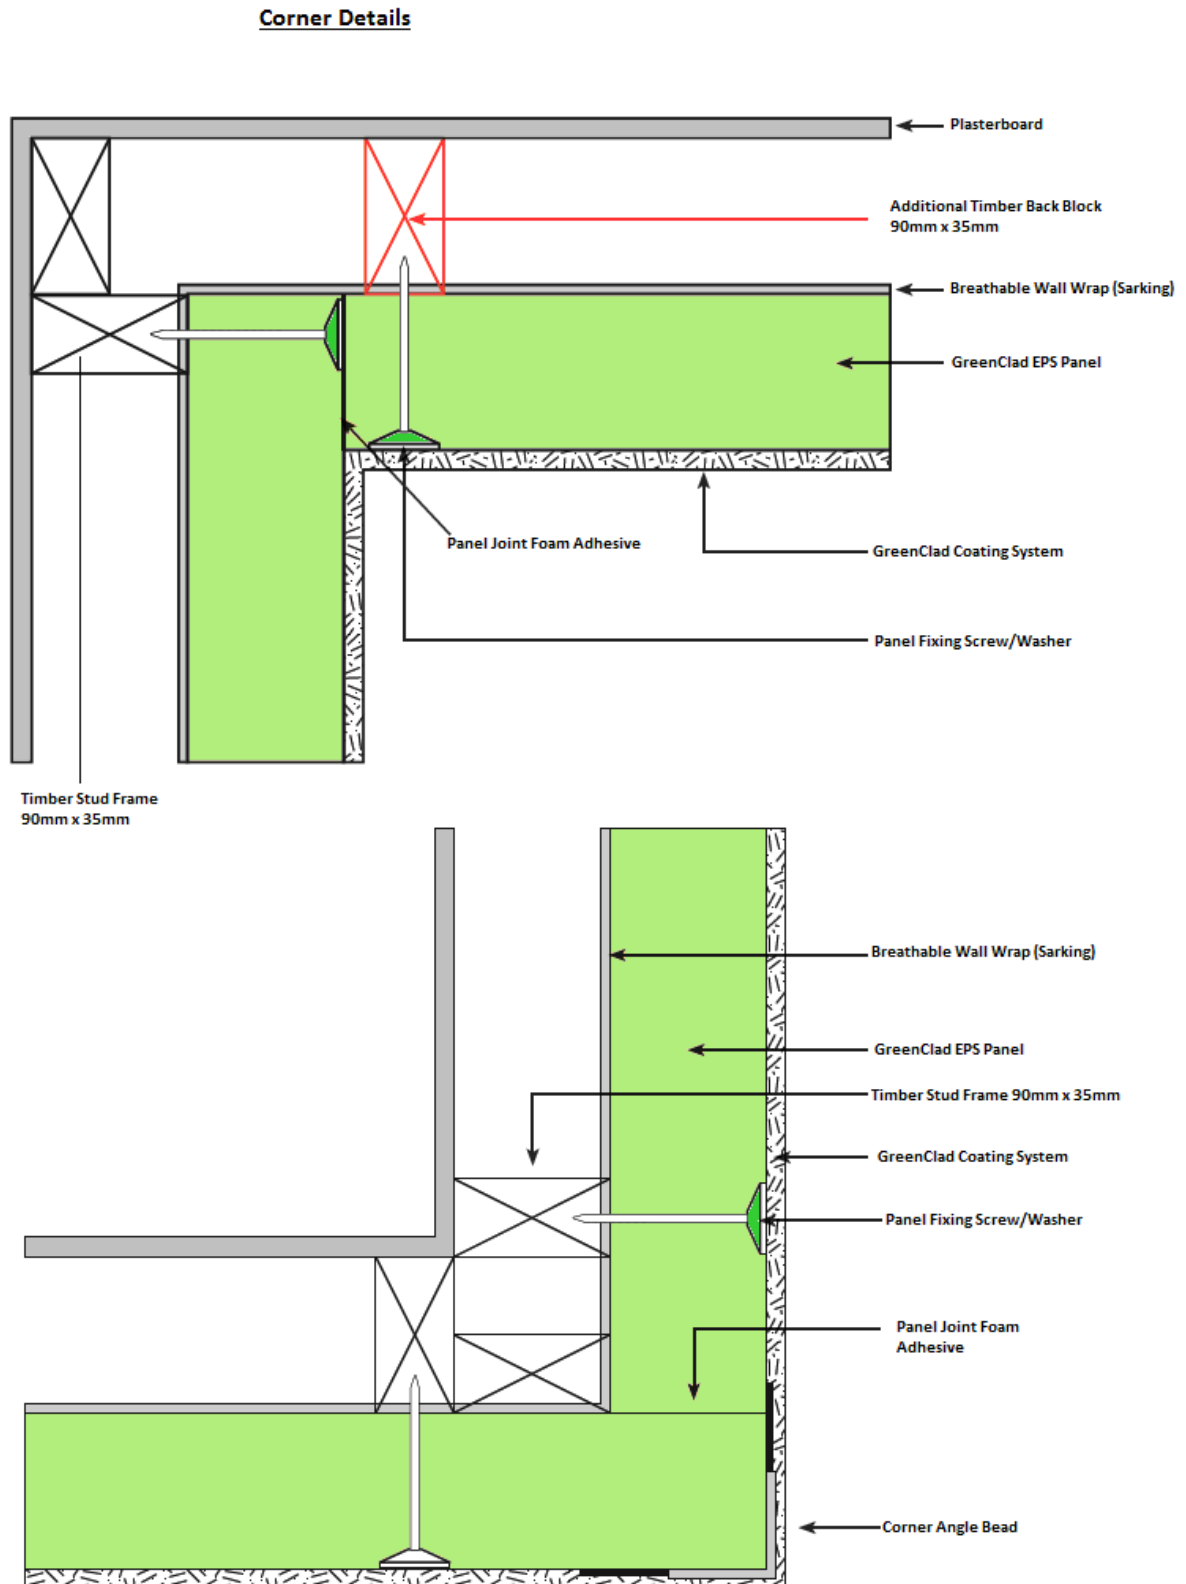 Corner Details
Plasterboard
Additional Timber Back Block
90mm x 35mm
Breathable Wall Wrap (Sarking)
GreenClad EPS Panel
Panel Joint Foam Adhesive
GreenClad Coating System
Panel Fixing Screw/Washer
Timber Stud Frame
90mm x 35mm
Breathable Wall Wrap (Sarking)
GreenClad EPS Panel
Timber Stud Frame 90mm x 35mm
GreenClad Coating System
Panel Fixing Screw/Washer
Panel Joint Foam
Adhesive
Corner Angle Bead